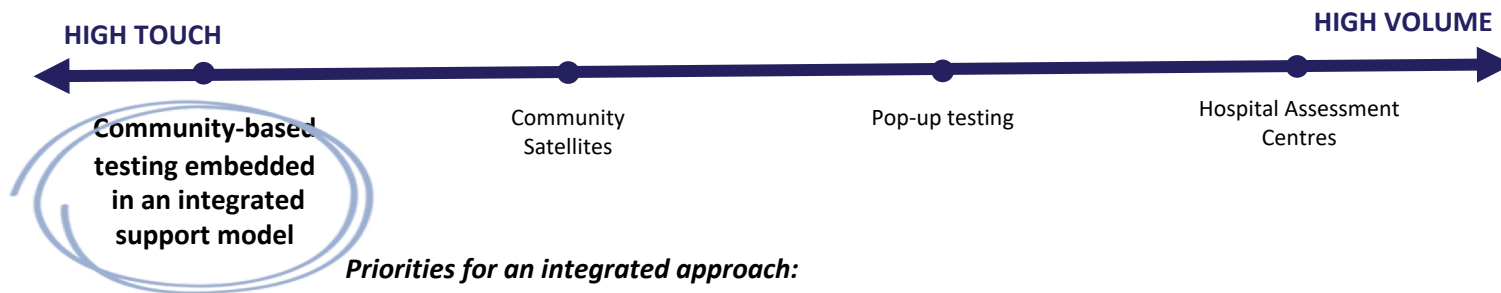 HIGH TOUCH
HIGH VOLUME
Community-based
testing embedded
in an integrated
support model
Community
Satellites
Pop-up testing
Hospital Assessment
Centres
Priorities for an integrated approach: